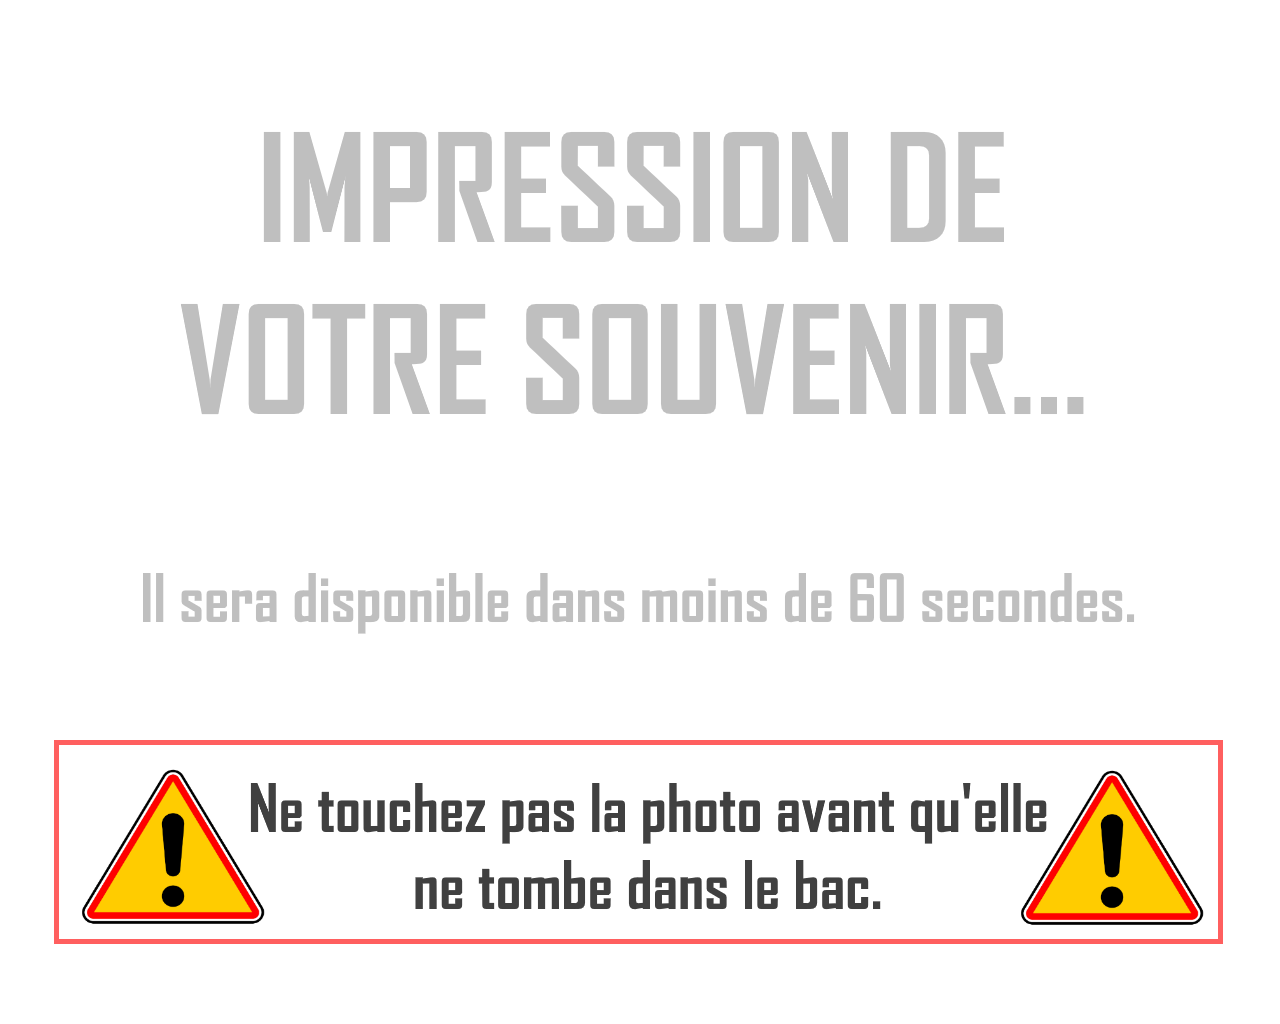 IMPRESSION DE
VOTRE SOUVENIR...
Il sera disponible dans moins de 60 secondes.
Ne touchez pas la photo avant qu'elle
ne tombe dans le bac.